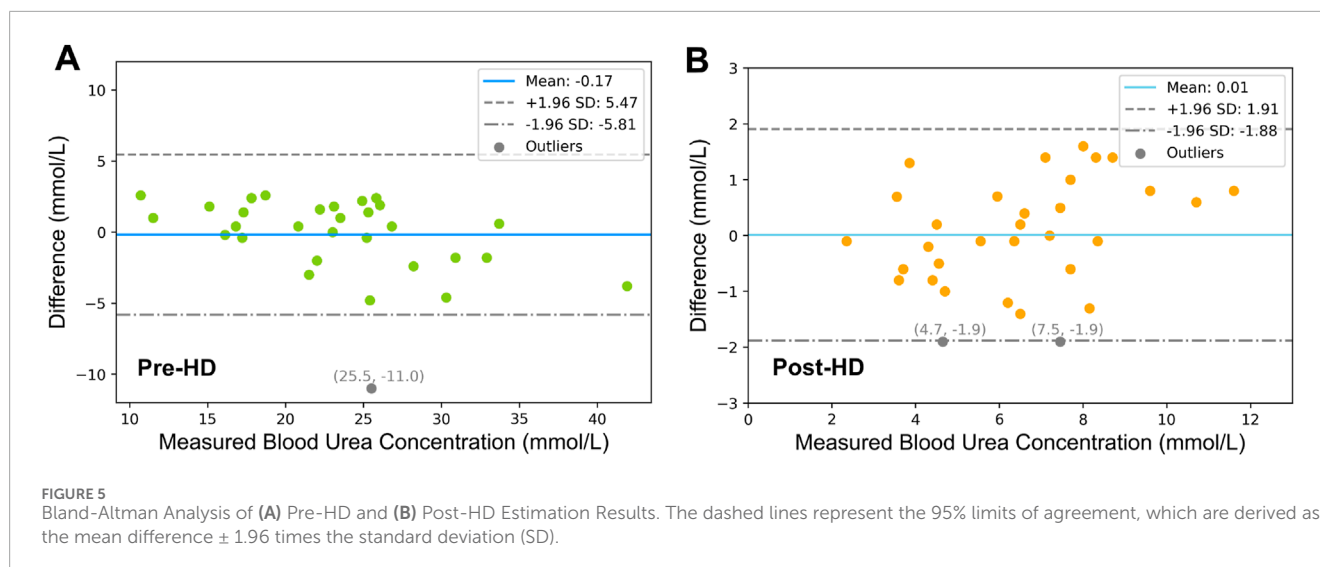 A
Difference (mmol/L)
10
5
0
−5
−10
Mean: -0.17
+1.96 SD: 5.47
-1.96 SD: -5.81
Outliers
(25.5, -11.0)
Pre-HD
10
15
20
25
30
35
40
Measured Blood Urea Concentration (mmol/L)
B
Difference (mmol/L)
3
2
1
0
−1
−2
−3
Mean: 0.01
+1.96 SD: 1.91
-1.96 SD: -1.88
Outliers
(4.7, -1.9)
(7.5, -1.9)
Post-HD
0
2
4
6
8
10
12
Measured Blood Urea Concentration (mmol/L)
FIGURE 5
Bland-Altman Analysis of (A) Pre-HD and (B) Post-HD Estimation Results. The dashed lines represent the 95% limits of agreement, which are derived as
the mean difference ± 1.96 times the standard deviation (SD).